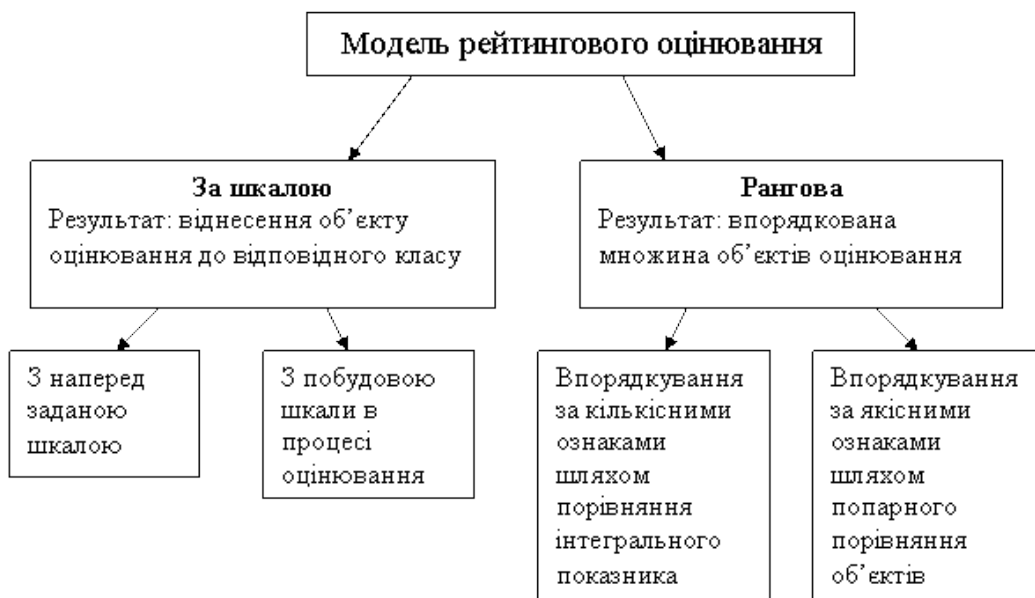 Модель рейтингового оцінювання
За шкалою
Результат: віднесення об’єкту
оцінювання до відповідного класу
Рангова
Результат: впорядкована
множина об’єктів оцінювання
З наперед
заданою
шкалою
З побудовою
шкали в
процесі
оцінювання
Впорядкування
за кількісними
ознаками
шляхом
порівняння
інтегрального
показника
Впорядкування
за якісними
ознаками
шляхом
попарного
порівняння
об’єктів